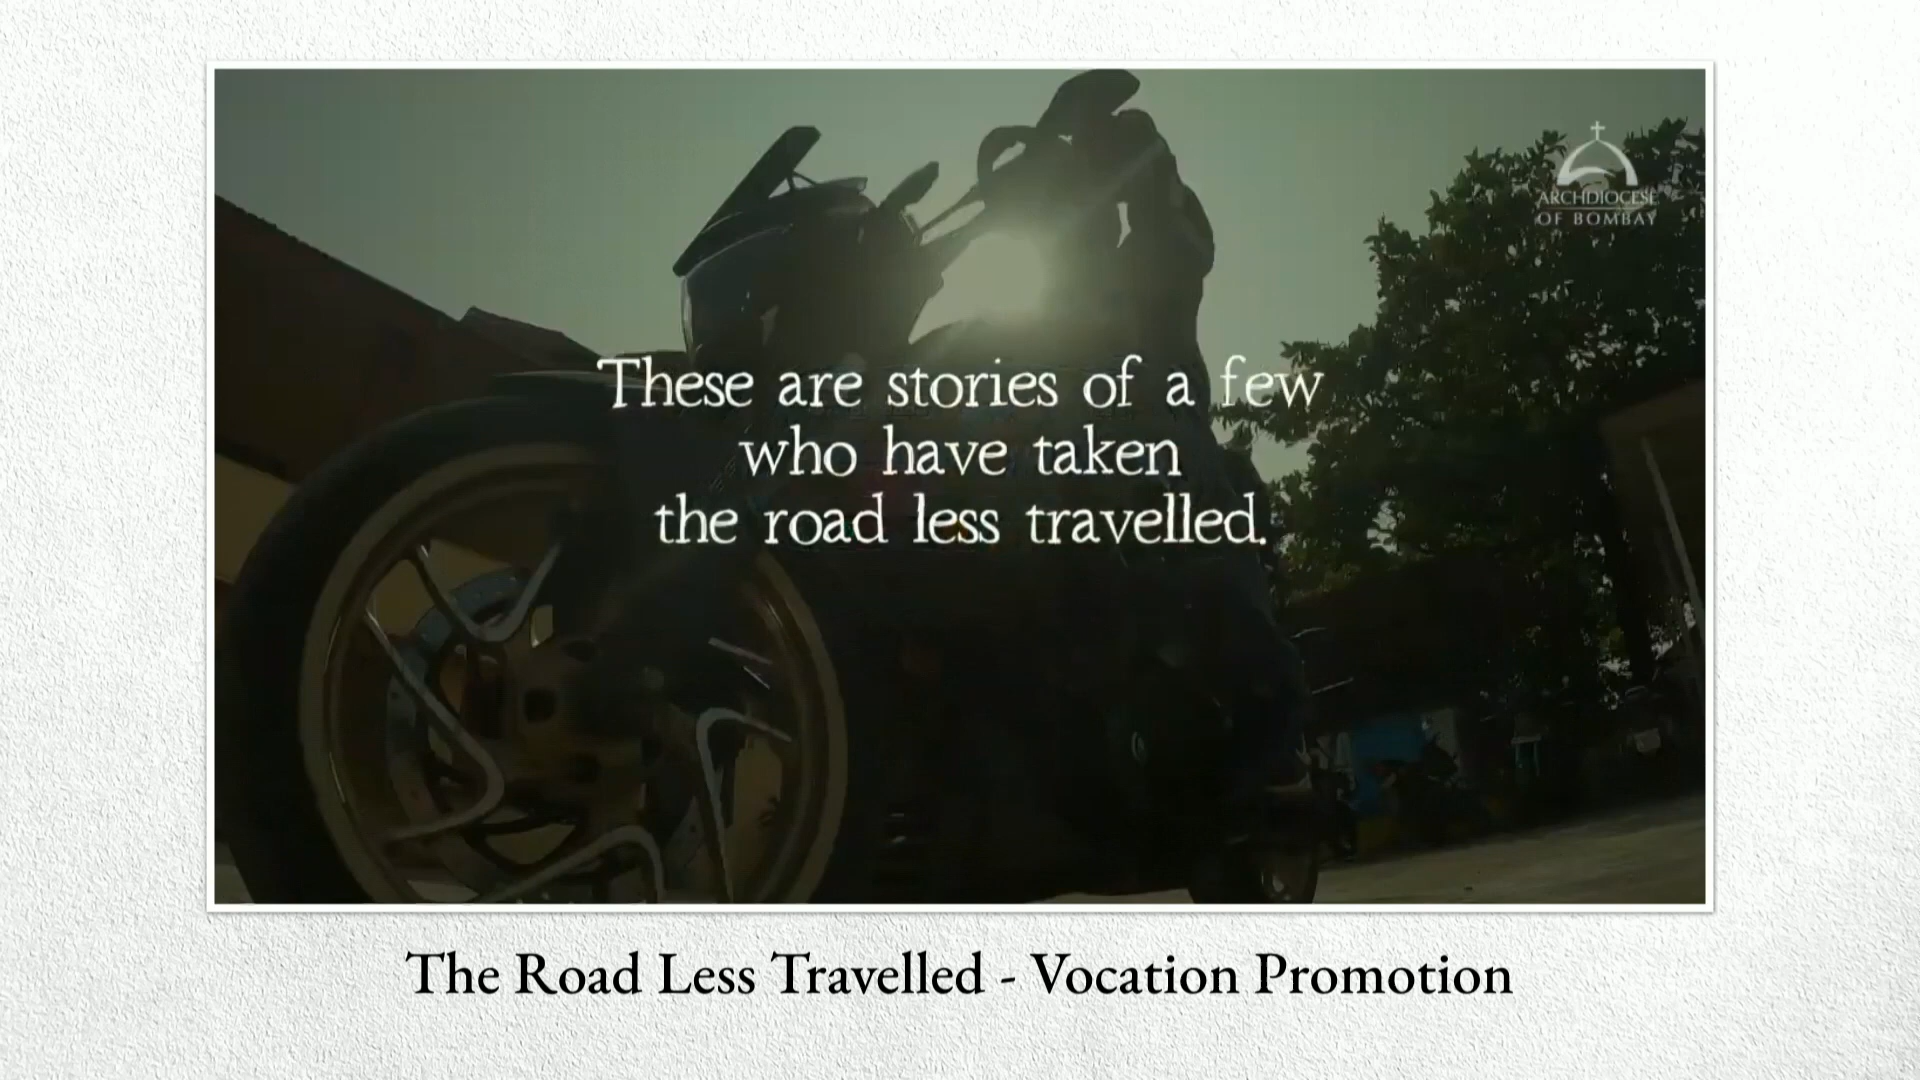 ARCHDIOCESE
OF BOMBAY
These are stories of a few
who have taken
the road less travelled.
The Road Less Travelled - Vocation Promotion